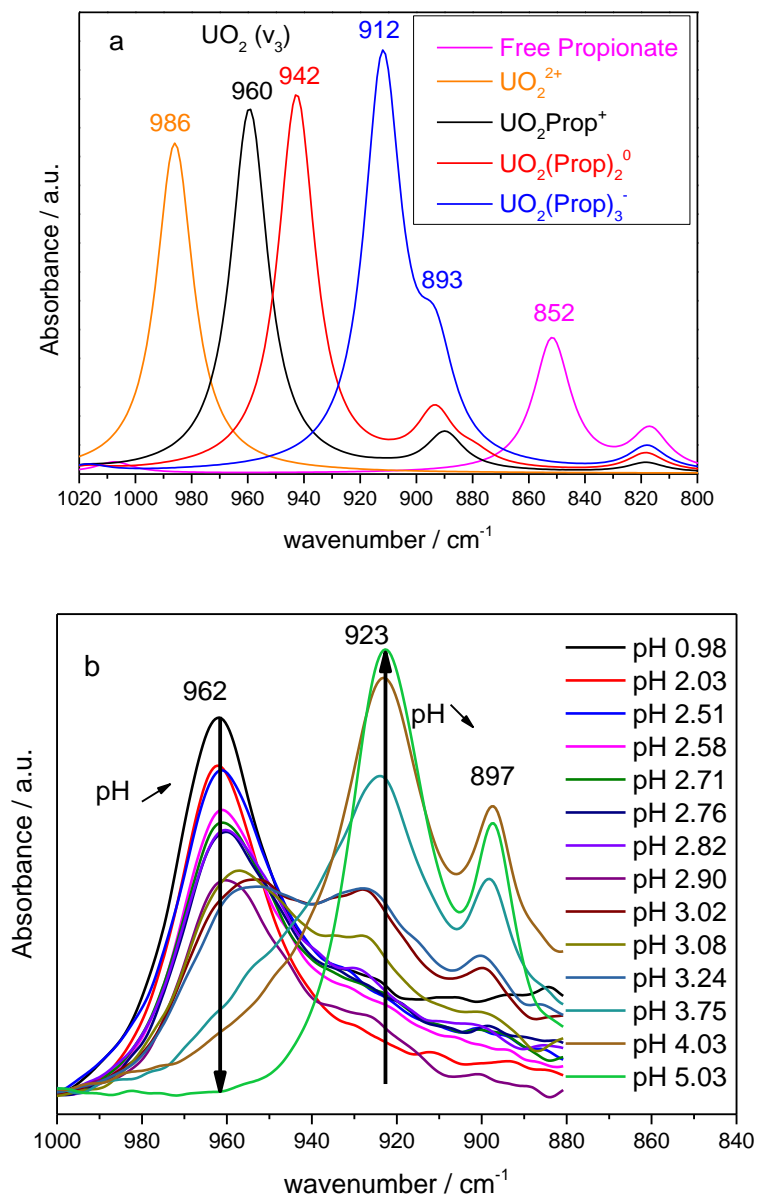 a
UO₂ (ν₃)
986
960
942
912
893
852
Free Propionate
UO₂²⁺
UO₂Prop⁺
UO₂(Prop)₂⁰
UO₂(Prop)₃⁻
Absorbance / a.u.
1020 1000 980 960 940 920 900 880 860 840 820 800
wavenumber / cm⁻¹
b
962
923
897
pH
pH
pH 0.98
pH 2.03
pH 2.51
pH 2.58
pH 2.71
pH 2.76
pH 2.82
pH 2.90
pH 3.02
pH 3.08
pH 3.24
pH 3.75
pH 4.03
pH 5.03
Absorbance / a.u.
1000 980 960 940 920 900 880 860 840
wavenumber / cm⁻¹